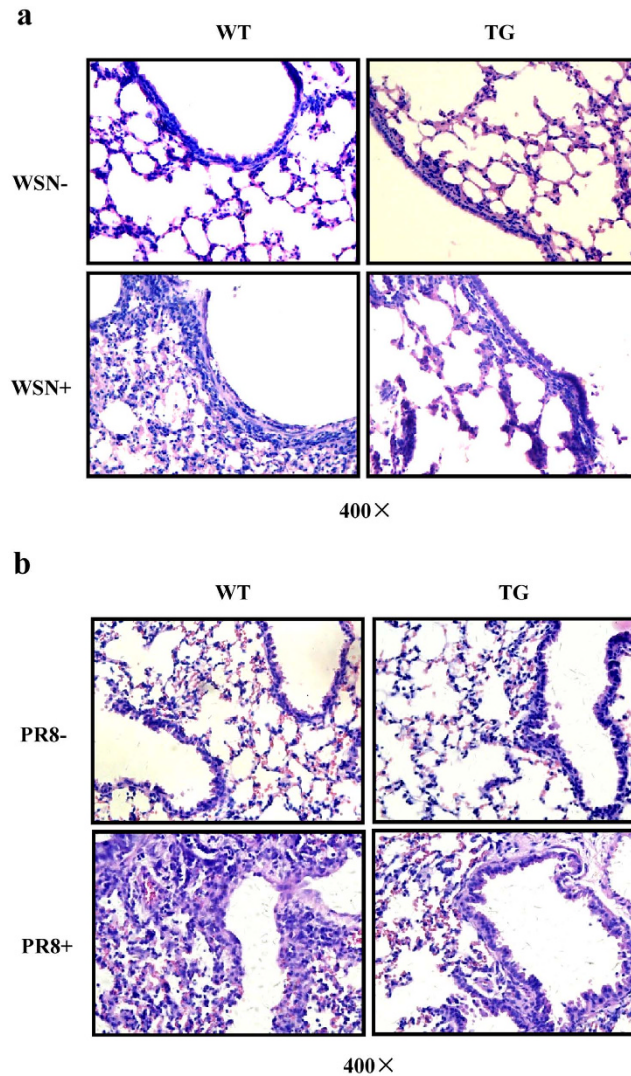 a
WT TG
WSN-
WSN+
400×
b
WT TG
PR8-
PR8+
400×